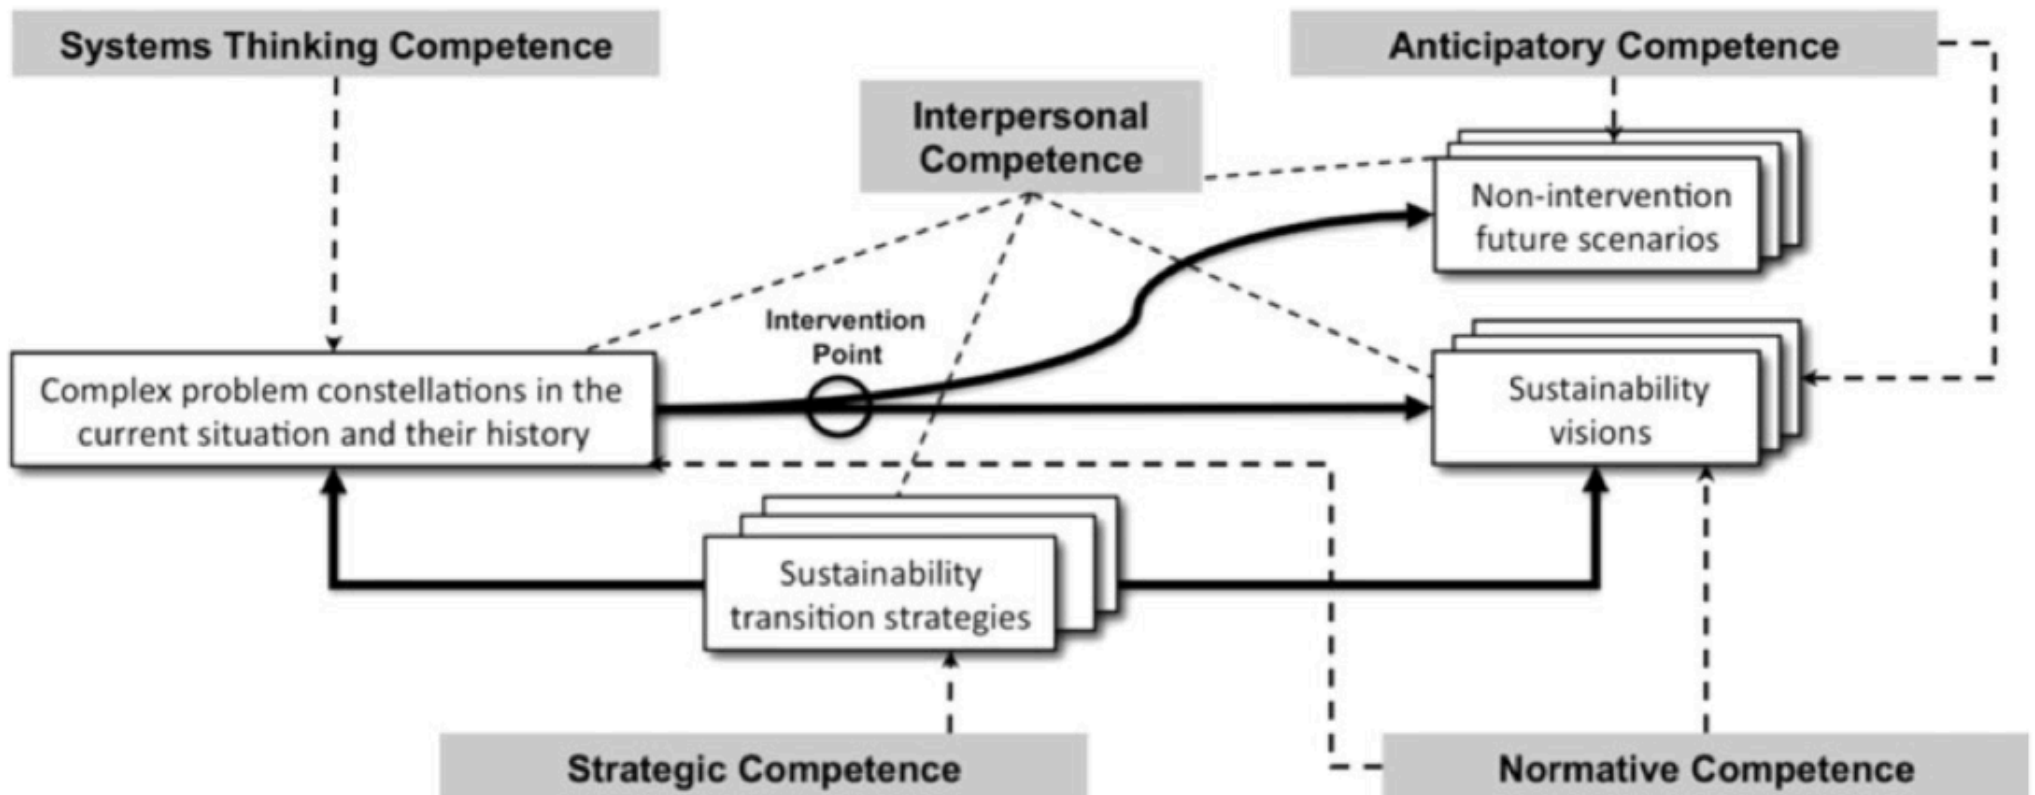 Systems Thinking Competence
Anticipatory Competence
Interpersonal
Competence
Non-intervention
future scenarios
Intervention
Point
Complex problem constellations in the
current situation and their history
Sustainability
visions
Sustainability
transition strategies
Strategic Competence
Normative Competence